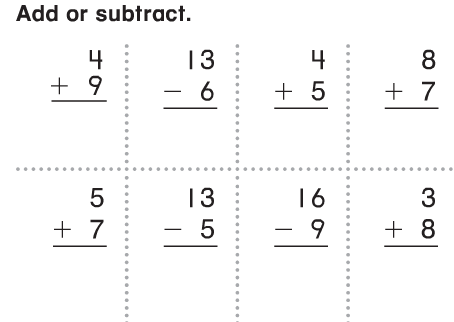 Add or subtract.
4 13 4 8
+ 9 − 6 + 5 + 7
5 13 16 3
+ 7 − 5 − 9 + 8